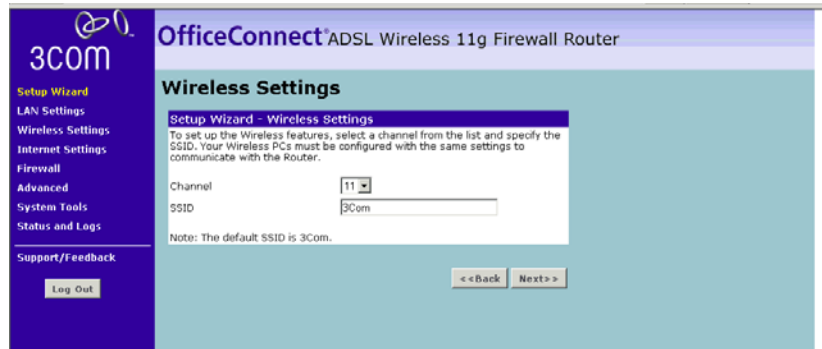 3COM
OfficeConnect® ADSL Wireless 11g Firewall Router
Setup Wizard
LAN Settings
Wireless Settings
Internet Settings
Firewall
Advanced
System Tools
Status and Logs
Support/Feedback
Log Out
Wireless Settings
Setup Wizard - Wireless Settings
To set up the Wireless features, select a channel from the list and specify the
SSID. Your Wireless PCs must be configured with the same settings to
communicate with the Router.
Channel 11
SSID 3Com
Note: The default SSID is 3Com.
<<Back Next>>